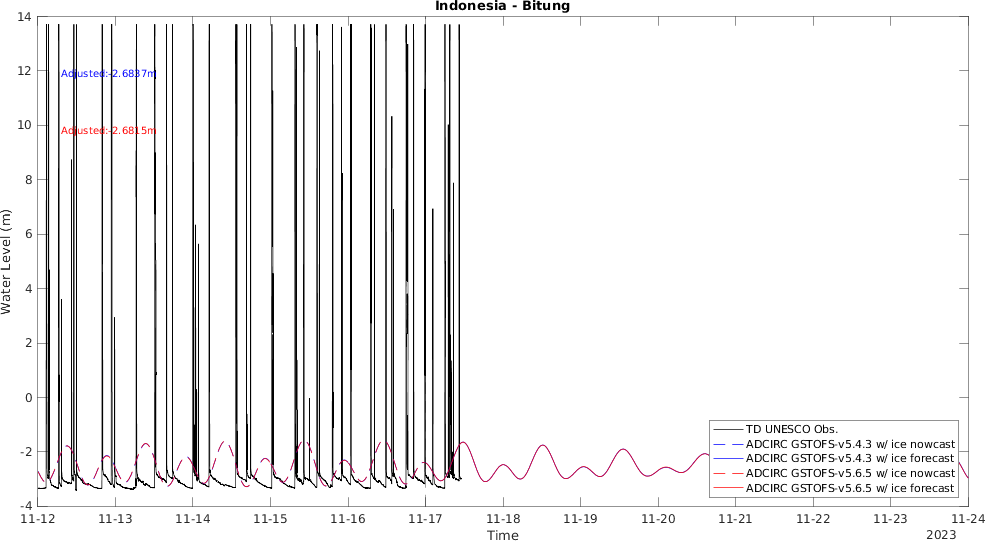 Indonesia - Bitung
14
12
10
8
6
4
2
0
-2
-4
Water Level (m)
Adjusted:-2.6837m
Adjusted:-2.6815m
TD UNESCO Obs.
ADCIRC GSTOFS-v5.4.3 w/ ice nowcast
ADCIRC GSTOFS-v5.4.3 w/ ice forecast
ADCIRC GSTOFS-v5.6.5 w/ ice nowcast
ADCIRC GSTOFS-v5.6.5 w/ ice forecast
11-12 11-13 11-14 11-15 11-16 11-17 11-18 11-19 11-20 11-21 11-22 11-23 11-24
Time
2023